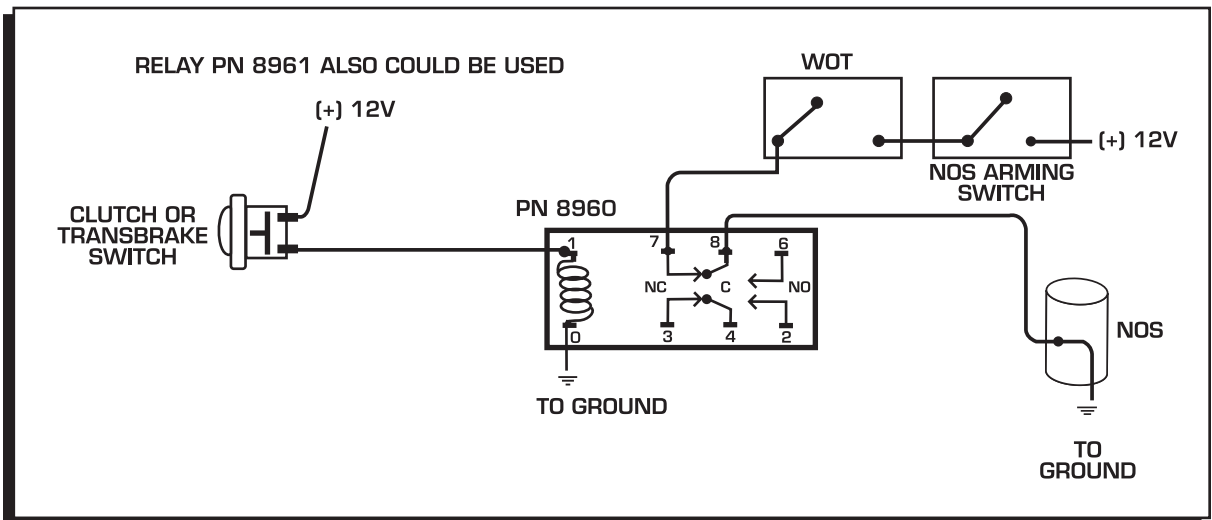 RELAY PN 8961 ALSO COULD BE USED
(+) 12V
WOT
(+) 12V
NOS ARMING
SWITCH
CLUTCH OR
TRANSBRAKE
SWITCH
PN 8960
1
7
8
6
NC
C
NO
0
3
4
2
TO GROUND
NOS
TO
GROUND